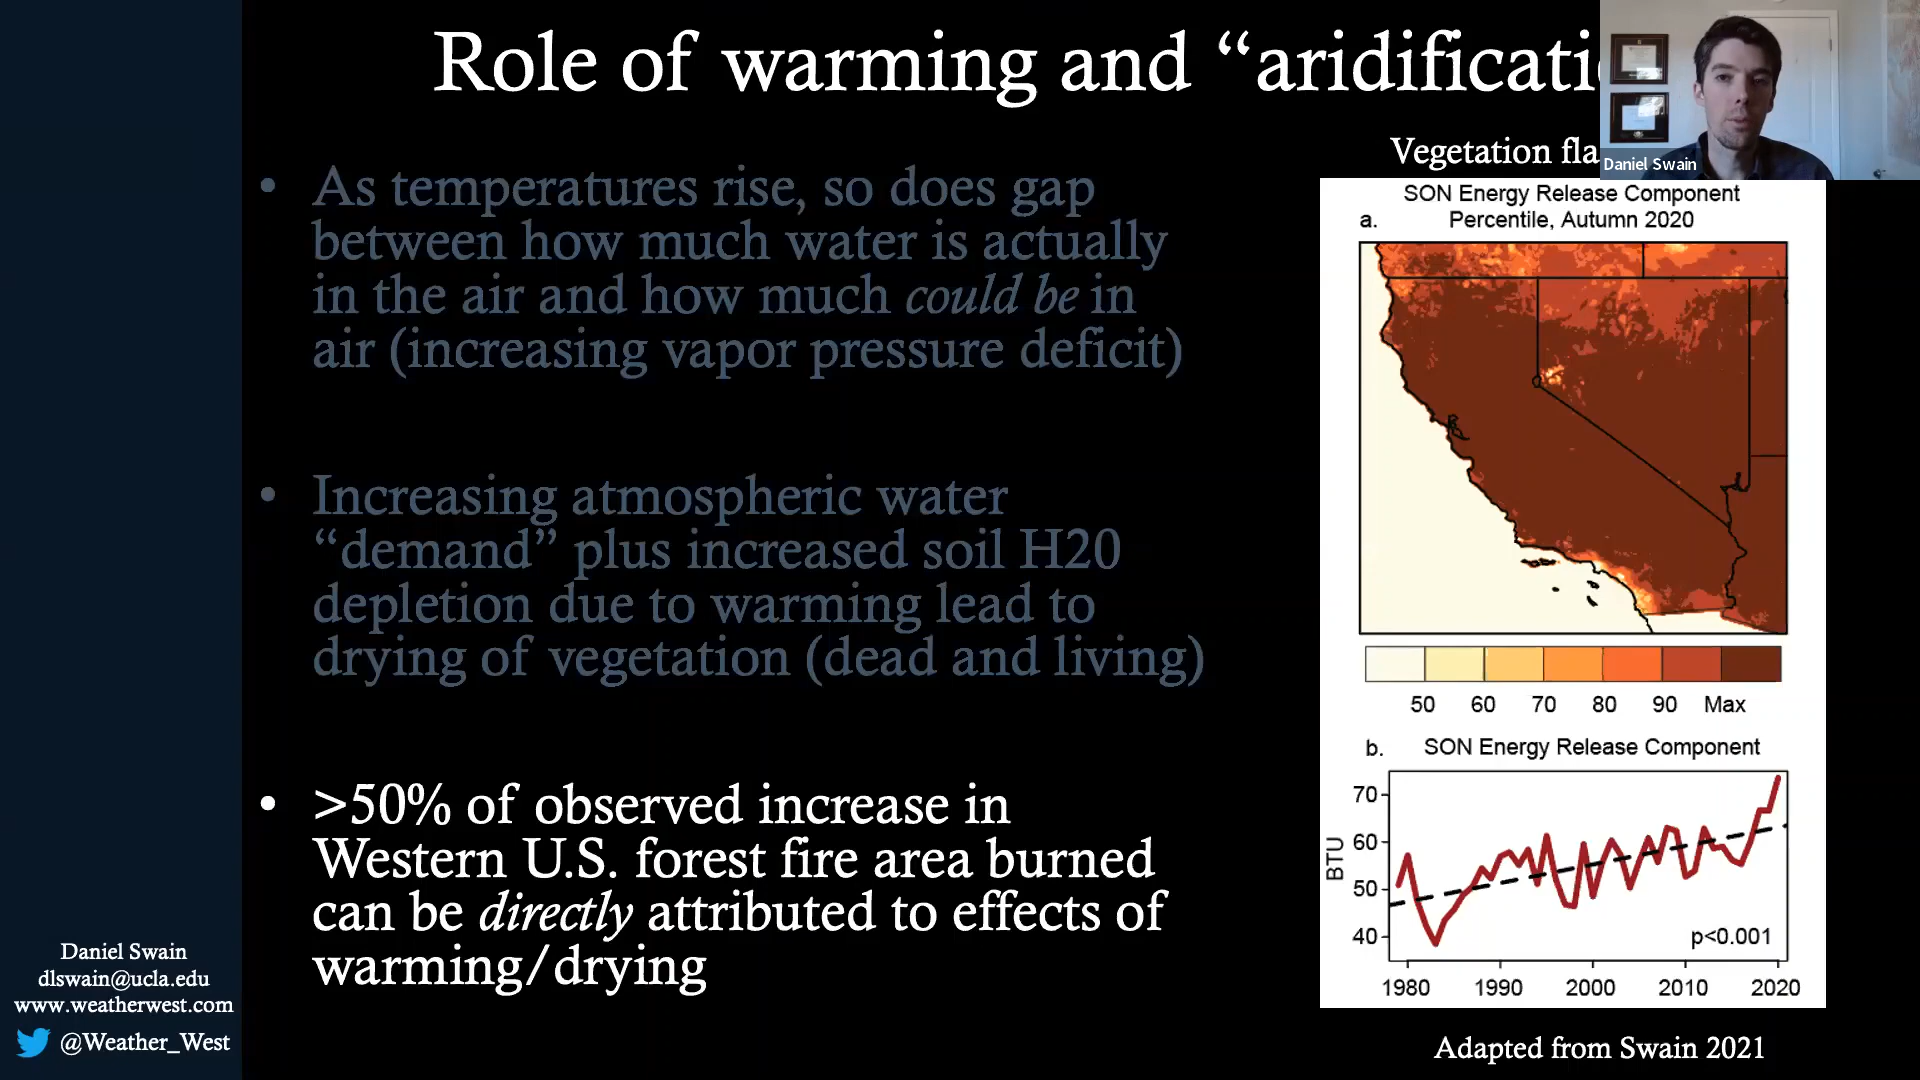 Role of warming and “aridificati
Vegetation fla
Daniel Swain
• As temperatures rise, so does gap
between how much water is actually
in the air and how much could be in
air (increasing vapor pressure deficit)
• Increasing atmospheric water
“demand” plus increased soil H20
depletion due to warming lead to
drying of vegetation (dead and living)
• >50% of observed increase in
Western U.S. forest fire area burned
can be directly attributed to effects of
warming/drying
SON Energy Release Component
a. Percentile, Autumn 2020
50 60 70 80 90 Max
b. SON Energy Release Component
70
60
50
40
BTU
p<0.001
1980 1990 2000 2010 2020
Adapted from Swain 2021
Daniel Swain
dlswain@ucla.edu
www.weatherwest.com
@Weather_West